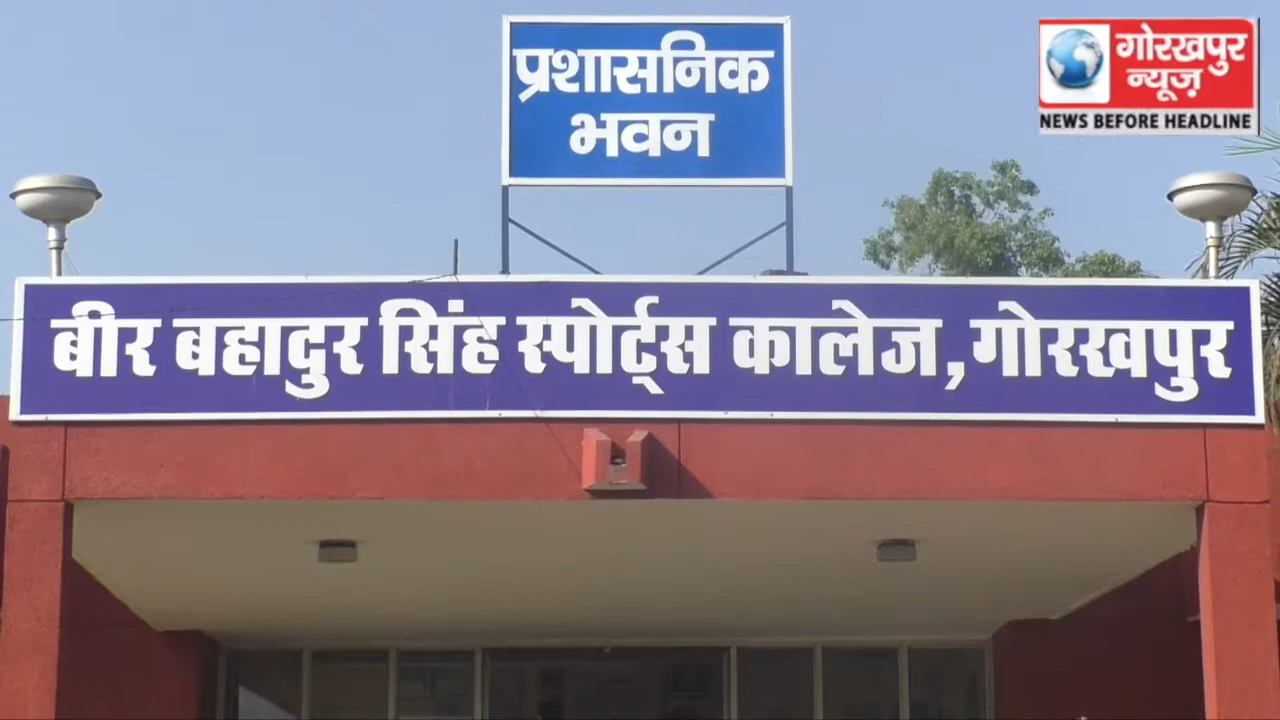 प्रशासनिक
भवन
गोरखपुर
न्यूज़
NEWS BEFORE HEADLINE
बीर बहादुर सिंह स्पोर्ट्स कालेज, गोरखपुर